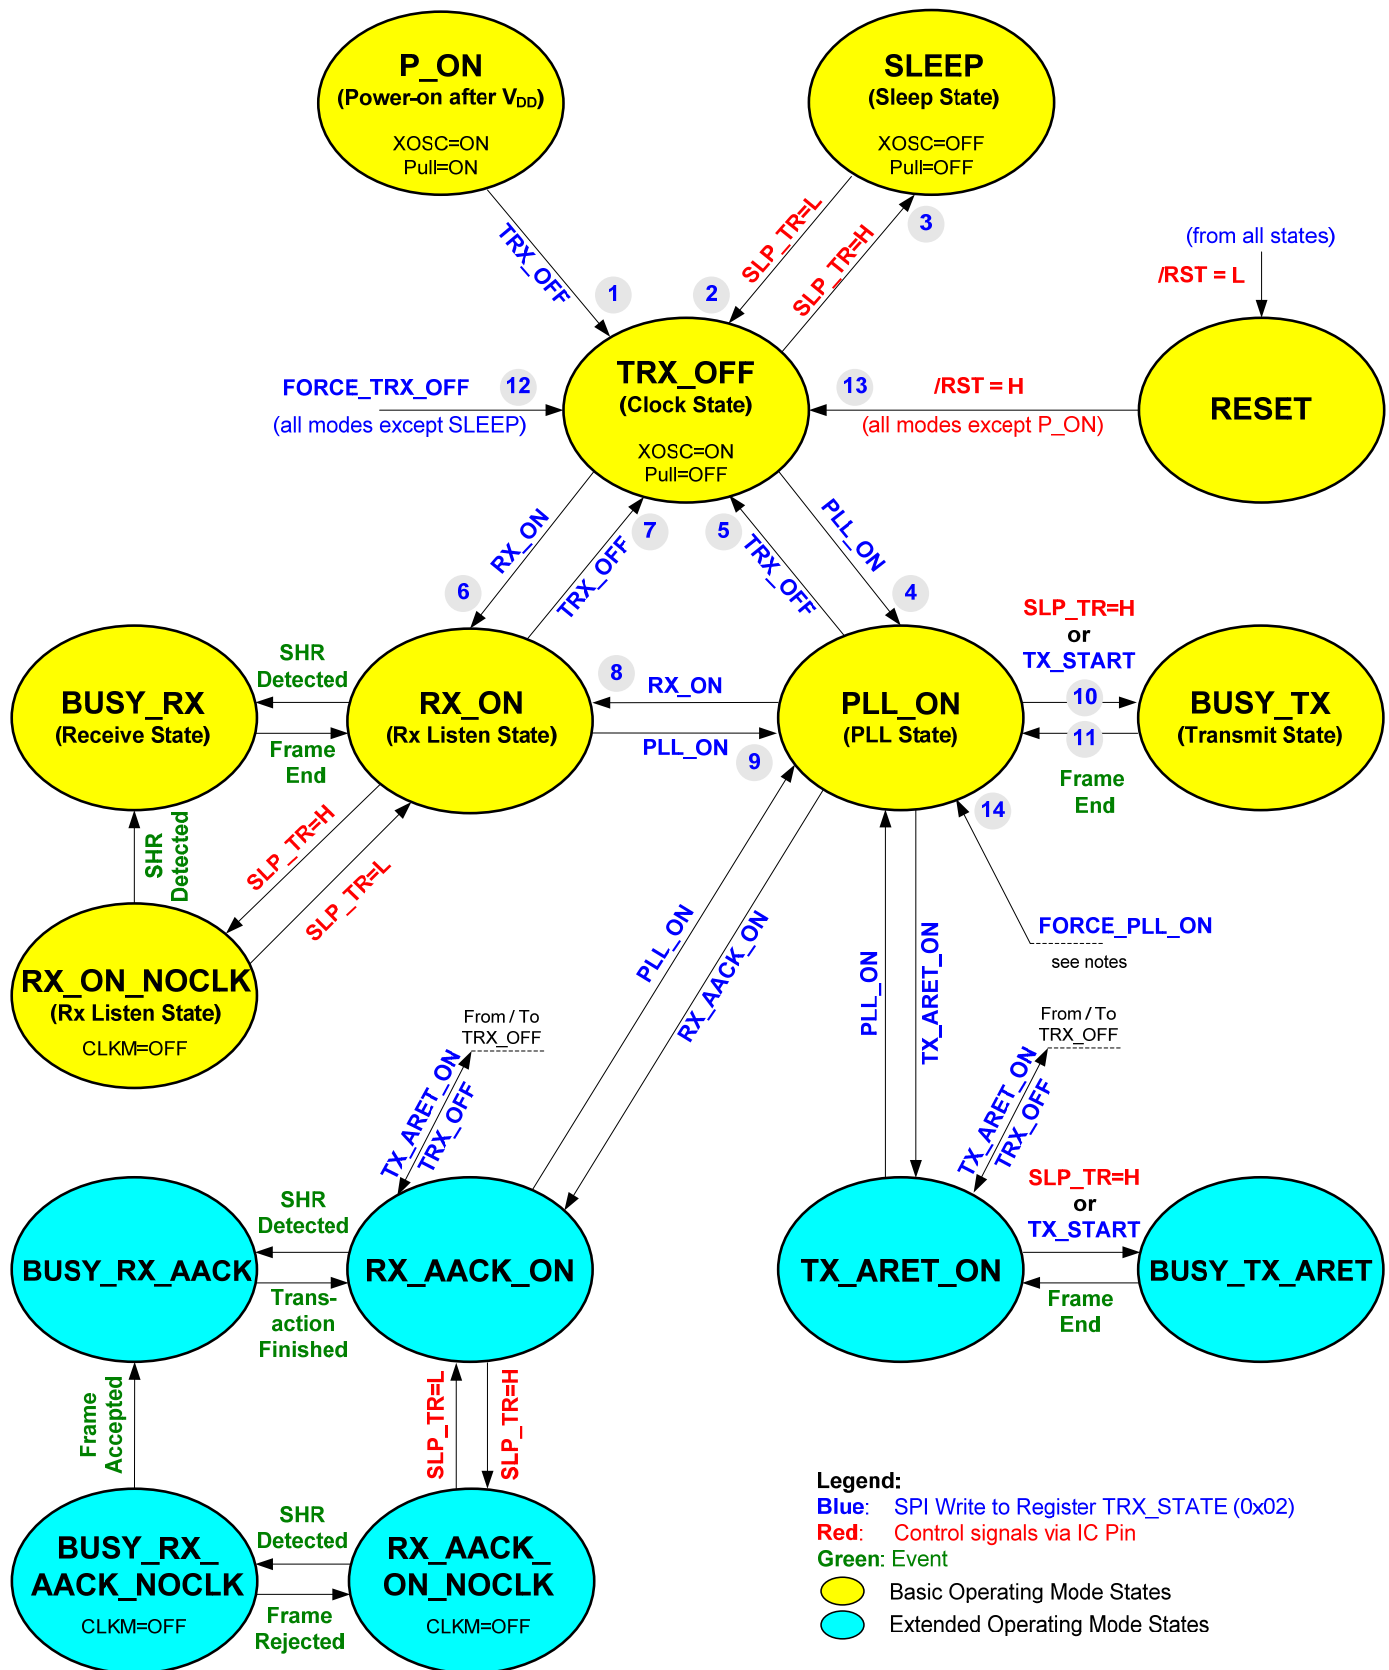 P_ON
(Power-on after VDD)
XOSC=ON
Pull=ON
SLEEP
(Sleep State)
XOSC=OFF
Pull=OFF
TRX_OFF
1
2
SLP_TR=L
SLP_TR=H
3
(from all states)
/RST = L
FORCE_TRX_OFF
12
(all modes except SLEEP)
TRX_OFF
(Clock State)
XOSC=ON
Pull=OFF
13
/RST = H
(all modes except P_ON)
RESET
RX_ON
6
7
TRX_OFF
5
TRX_OFF
PLL_ON
4
SHR
Detected
BUSY_RX
(Receive State)
Frame
End
RX_ON
(Rx Listen State)
8
RX_ON
PLL_ON
9
PLL_ON
(PLL State)
SLP_TR=H
or
TX_START
10
11
Frame
End
BUSY_TX
(Transmit State)
14
SHR
Detected
SLP_TR=H
SLP_TR=L
FORCE_PLL_ON
see notes
RX_ON_NOCLK
(Rx Listen State)
CLKM=OFF
PLL_ON
RX_AACK_ON
PLL_ON
TX_ARET_ON
From / To
TRX_OFF
TX_ARET_ON
TRX_OFF
From / To
TRX_OFF
TX_ARET_ON
TRX_OFF
SHR
Detected
BUSY_RX_AACK
Trans-
action
Finished
RX_AACK_ON
TX_ARET_ON
SLP_TR=H
or
TX_START
Frame
End
BUSY_TX_ARET
Frame
Accepted
SLP_TR=L
SLP_TR=H
BUSY_RX_
AACK_NOCLK
CLKM=OFF
SHR
Detected
Frame
Rejected
RX_AACK_
ON_NOCLK
CLKM=OFF
Legend:
Blue: SPI Write to Register TRX_STATE (0x02)
Red: Control signals via IC Pin
Green: Event
Basic Operating Mode States
Extended Operating Mode States